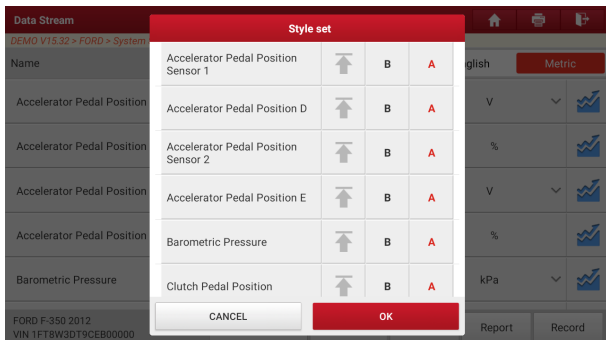 Data Stream
Style set
DEMO V15.32 > FORD > System
Name
glish
Metric
Accelerator Pedal Position
Sensor 1
B
A
Accelerator Pedal Position
V
Accelerator Pedal Position D
B
A
Accelerator Pedal Position
%
Accelerator Pedal Position
Sensor 2
B
A
Accelerator Pedal Position
V
Accelerator Pedal Position E
B
A
Accelerator Pedal Position
%
Barometric Pressure
B
A
Barometric Pressure
kPa
Clutch Pedal Position
B
A
CANCEL
OK
FORD F-350 2012
VIN 1FT8W3DT9CEB00000
Report
Record